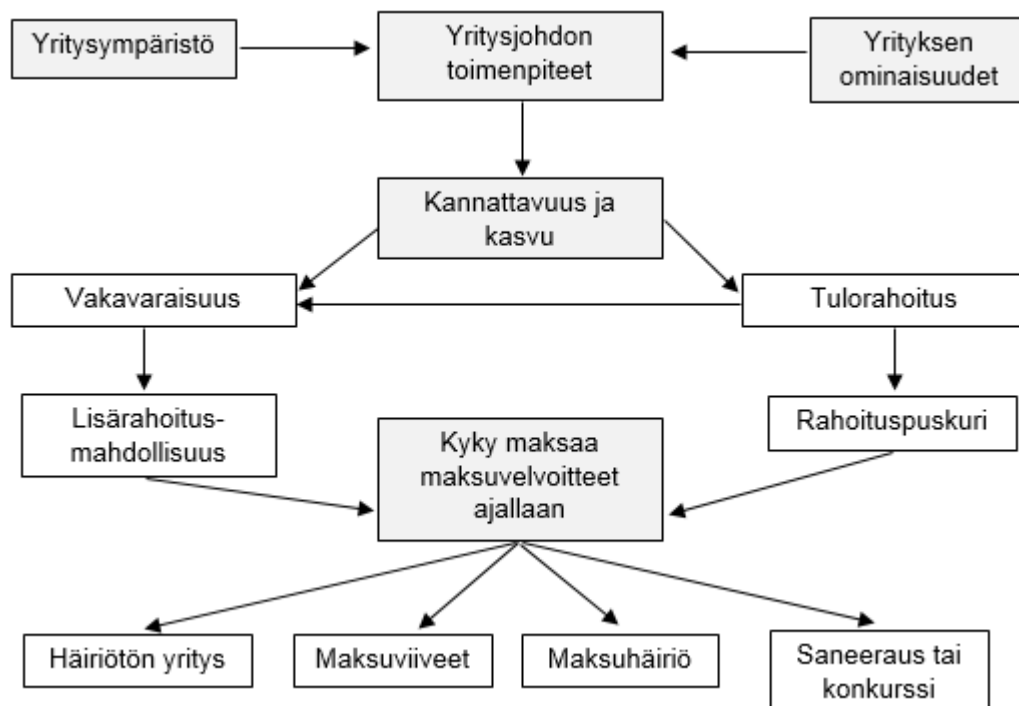 Yritysympäristö
Yritysjohdon
toimenpiteet
Yrityksen
ominaisuudet
Kannattavuus ja
kasvu
Vakavaraisuus
Tulorahoitus
Lisärahoitus-
mahdollisuus
Kyky maksaa
maksuvelvoitteet
ajallaan
Rahoituspuskuri
Häiriötön yritys
Maksuviiveet
Maksuhäiriö
Saneeraus tai
konkurssi